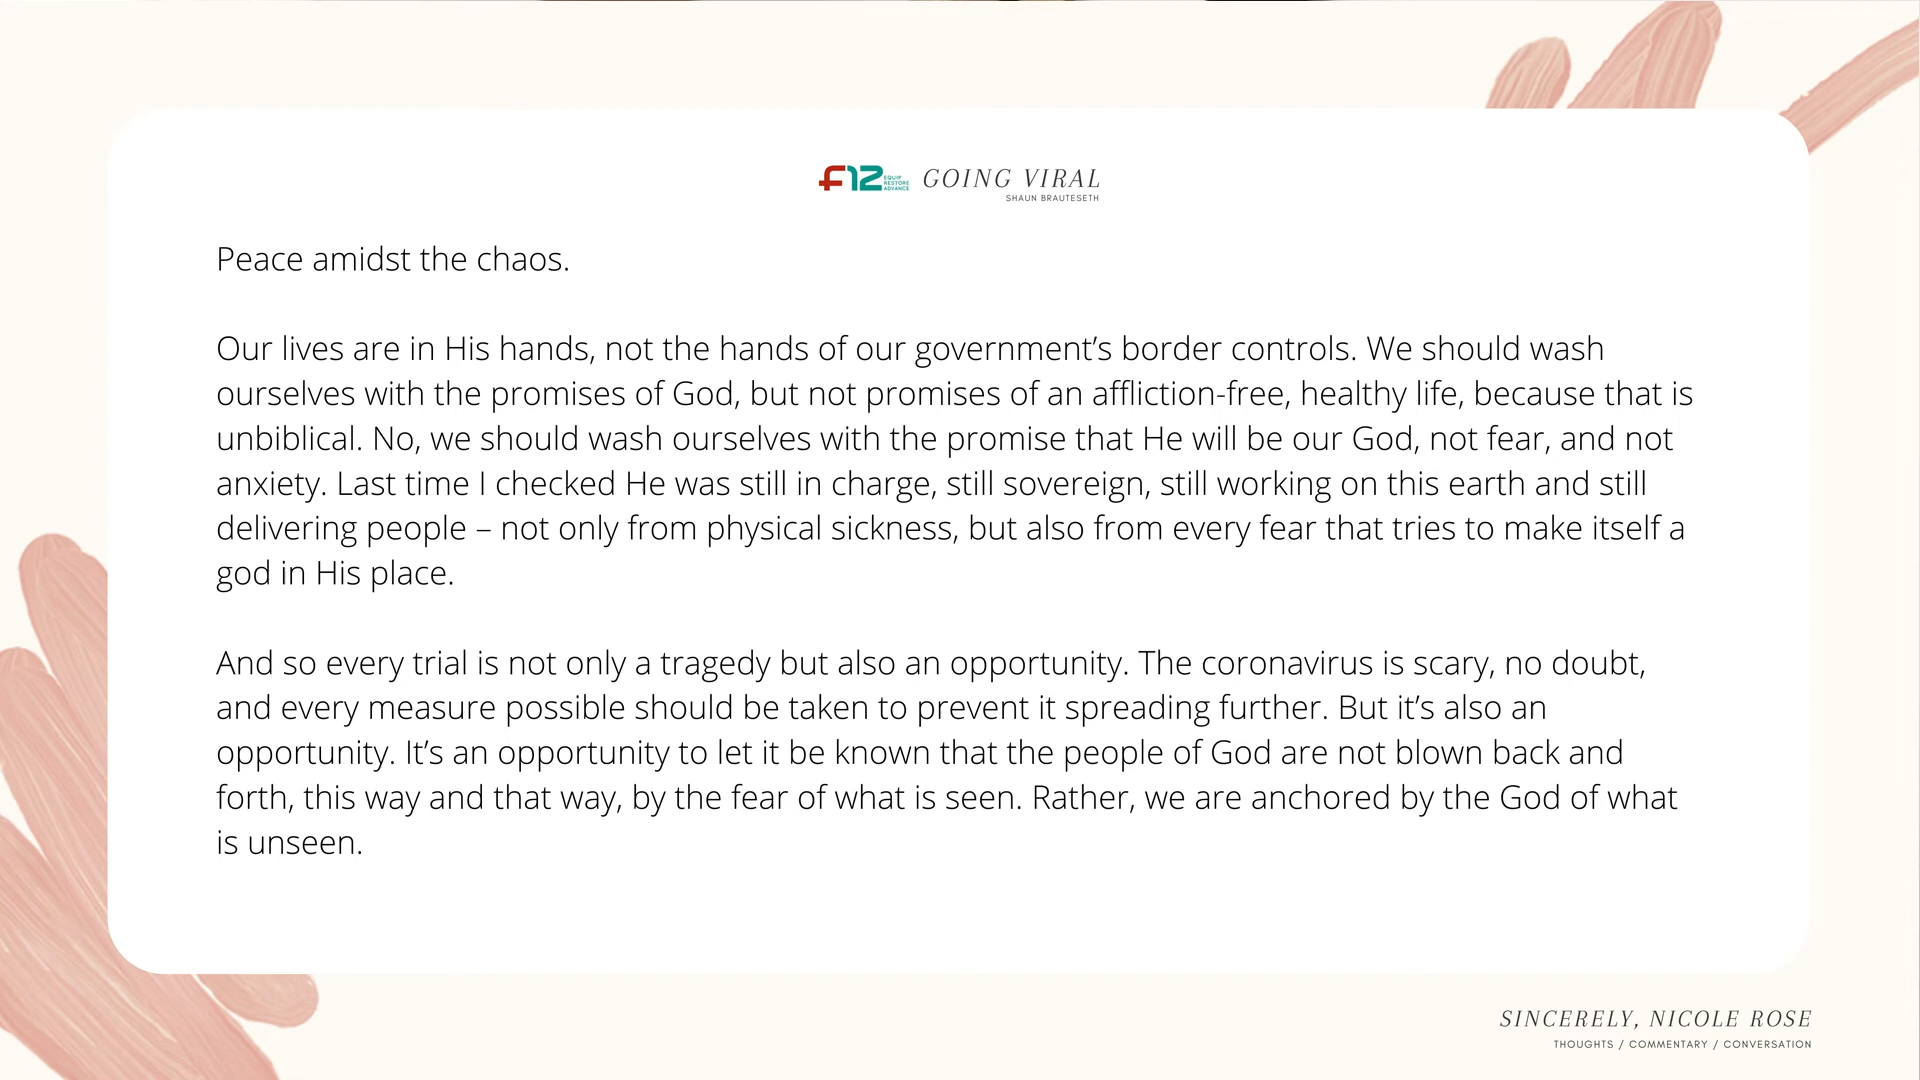 f12 EQUIP RESTORE ADVANCE GOING VIRAL
SHAUN BRAUTESETH
Peace amidst the chaos.
Our lives are in His hands, not the hands of our government’s border controls. We should wash
ourselves with the promises of God, but not promises of an affliction-free, healthy life, because that is
unbiblical. No, we should wash ourselves with the promise that He will be our God, not fear, and not
anxiety. Last time I checked He was still in charge, still sovereign, still working on this earth and still
delivering people – not only from physical sickness, but also from every fear that tries to make itself a
god in His place.
And so every trial is not only a tragedy but also an opportunity. The coronavirus is scary, no doubt,
and every measure possible should be taken to prevent it spreading further. But it’s also an
opportunity. It’s an opportunity to let it be known that the people of God are not blown back and
forth, this way and that way, by the fear of what is seen. Rather, we are anchored by the God of what
is unseen.
SINCERELY, NICOLE ROSE
THOUGHTS / COMMENTARY / CONVERSATION